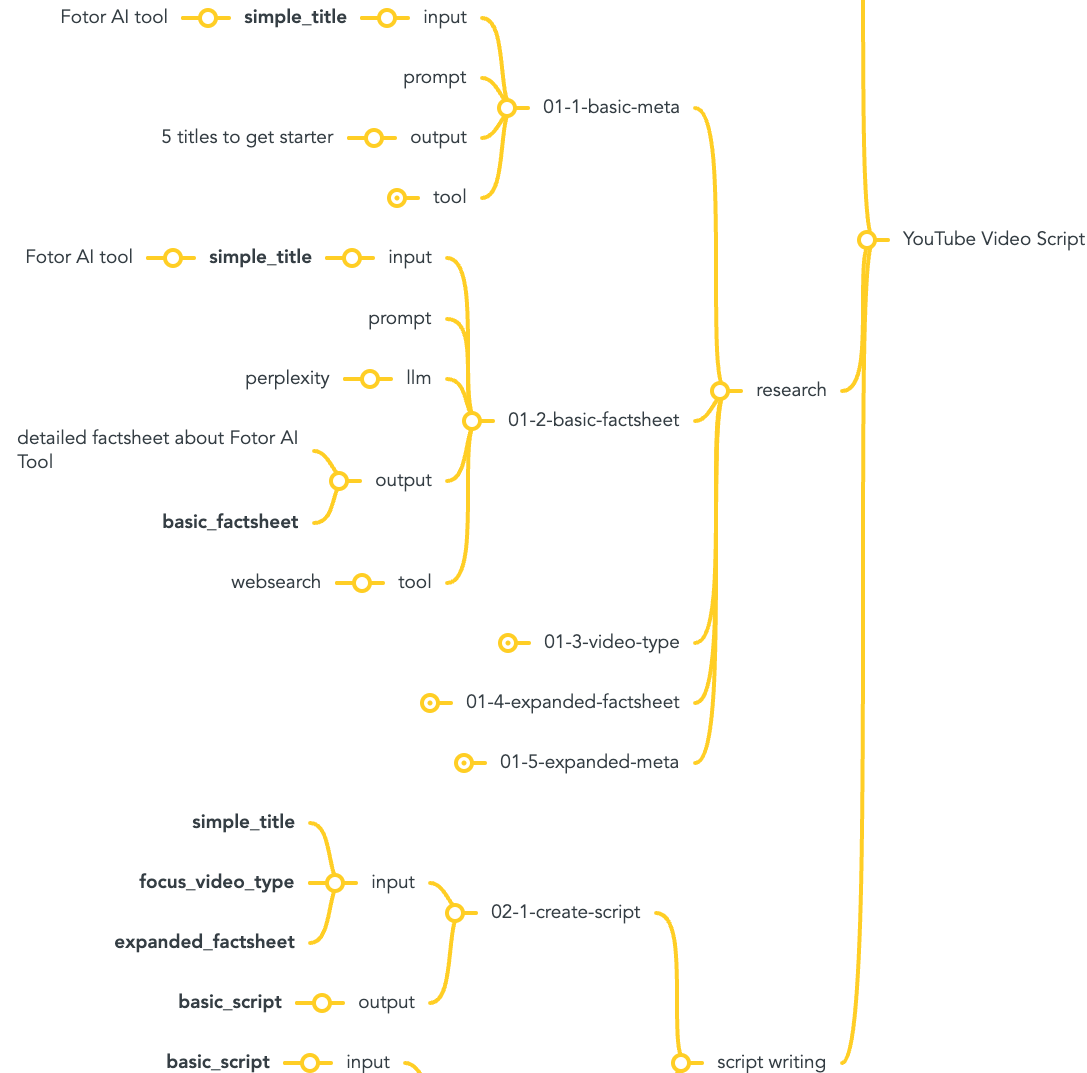 Fotor AI tool simple_title input
prompt
01-1-basic-meta
5 titles to get starter output
tool
YouTube Video Script
Fotor AI tool simple_title input
prompt
perplexity llm
research
01-2-basic-factsheet
detailed factsheet about Fotor AI
Tool
output
basic_factsheet
websearch tool
01-3-video-type
01-4-expanded-factsheet
01-5-expanded-meta
simple_title
focus_video_type input
02-1-create-script
expanded_factsheet
basic_script output
basic_script input
script writing